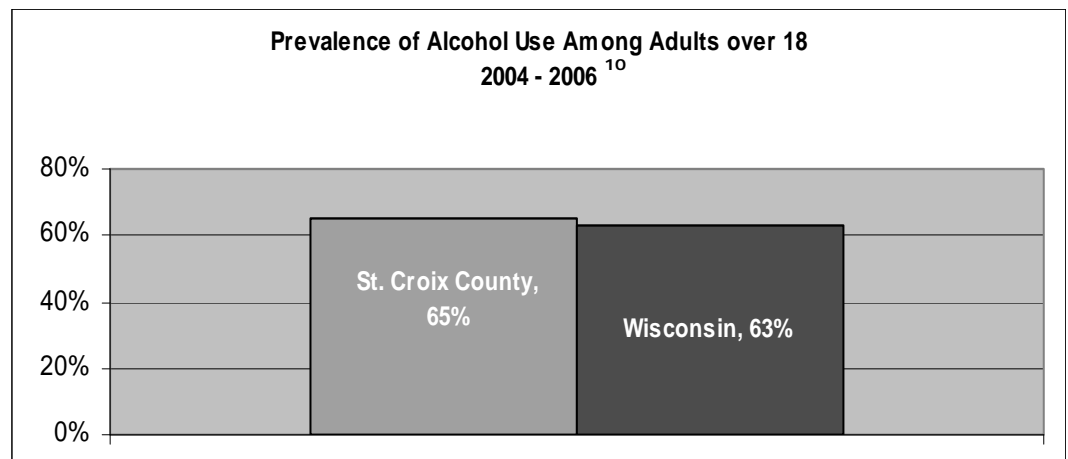 Prevalence of Alcohol Use Among Adults over 18
2004 - 2006 10
80%
60%
40%
20%
0%
St. Croix County,
65%
Wisconsin, 63%